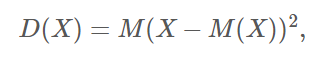 D(X) = M(X − M(X))²,